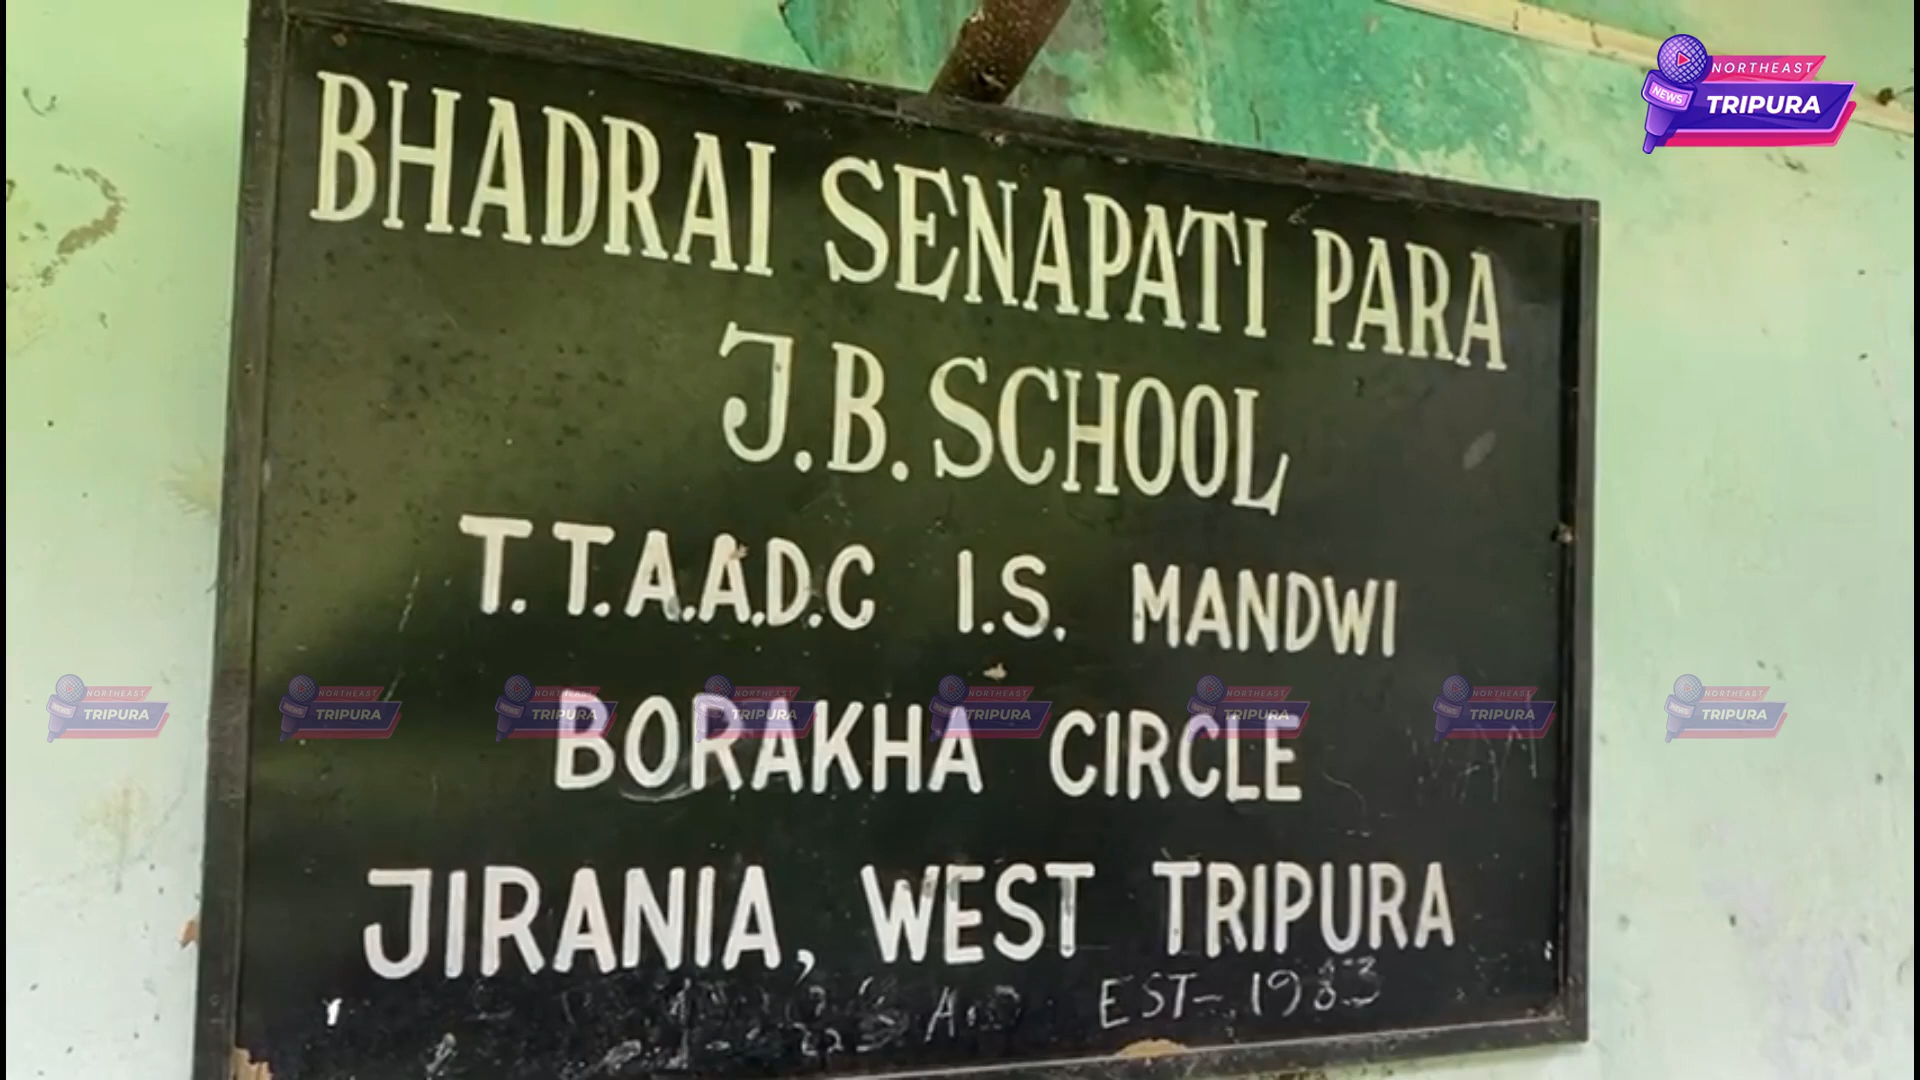 NORTHEAST
NEWS TRIPURA
BHADRAI SENAPATI PARA
J.B. SCHOOL
T.T.A.A.D.C I.S. MANDWI
BORAKHA CIRCLE
JIRANIA, WEST TRIPURA
EST-1983